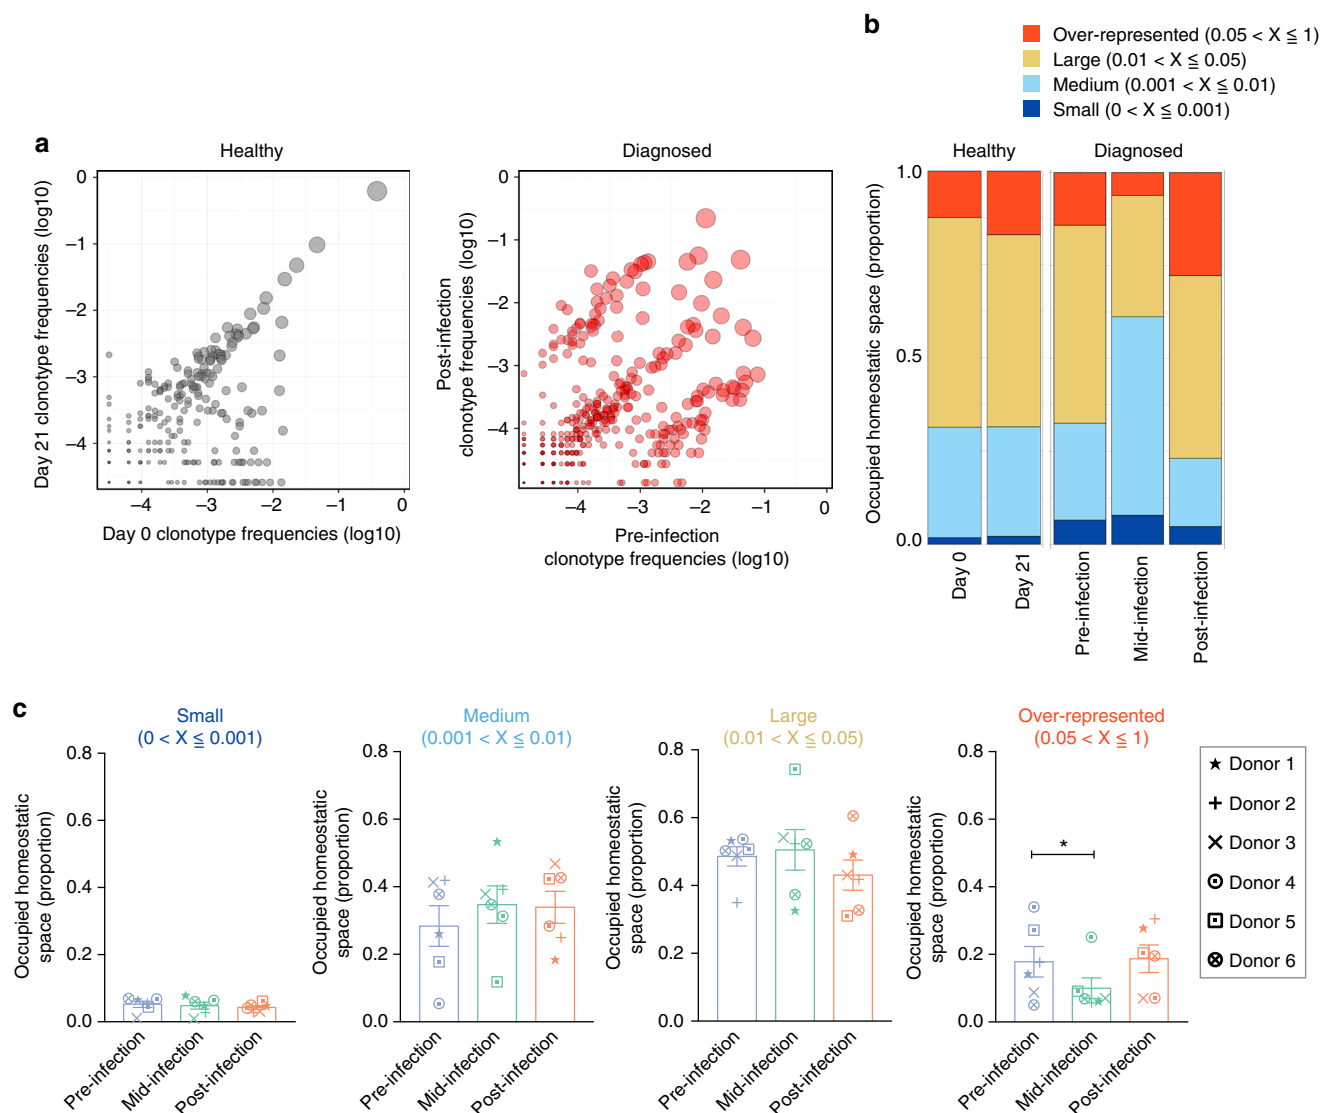 a
Healthy
0
−1
−2
−3
−4
Day 21 clonotype frequencies (log10)
−4
−3
−2
−1
0
Day 0 clonotype frequencies (log10)
Diagnosed
0
−1
−2
−3
−4
Post-infection
clonotype frequencies (log10)
−4
−3
−2
−1
0
Pre-infection
clonotype frequencies (log10)
b
Over-represented (0.05 < X ≦ 1)
Large (0.01 < X ≦ 0.05)
Medium (0.001 < X ≦ 0.01)
Small (0 < X ≦ 0.001)
Healthy
Diagnosed
1.0
0.5
0.0
Occupied homeostatic space (proportion)
Day 0
Day 21
Pre-infection
Mid-infection
Post-infection
c
Small
(0 < X ≦ 0.001)
0.8
0.6
0.4
0.2
0.0
Occupied homeostatic
space (proportion)
Pre-infection
Mid-infection
Post-infection
Medium
(0.001 < X ≦ 0.01)
0.8
0.6
0.4
0.2
0.0
Occupied homeostatic
space (proportion)
Pre-infection
Mid-infection
Post-infection
Large
(0.01 < X ≦ 0.05)
0.8
0.6
0.4
0.2
0.0
Occupied homeostatic
space (proportion)
Pre-infection
Mid-infection
Post-infection
Over-represented
(0.05 < X ≦ 1)
0.8
0.6
0.4
0.2
0.0
Occupied homeostatic
space (proportion)
*
Pre-infection
Mid-infection
Post-infection
Donor 1
Donor 2
Donor 3
Donor 4
Donor 5
Donor 6